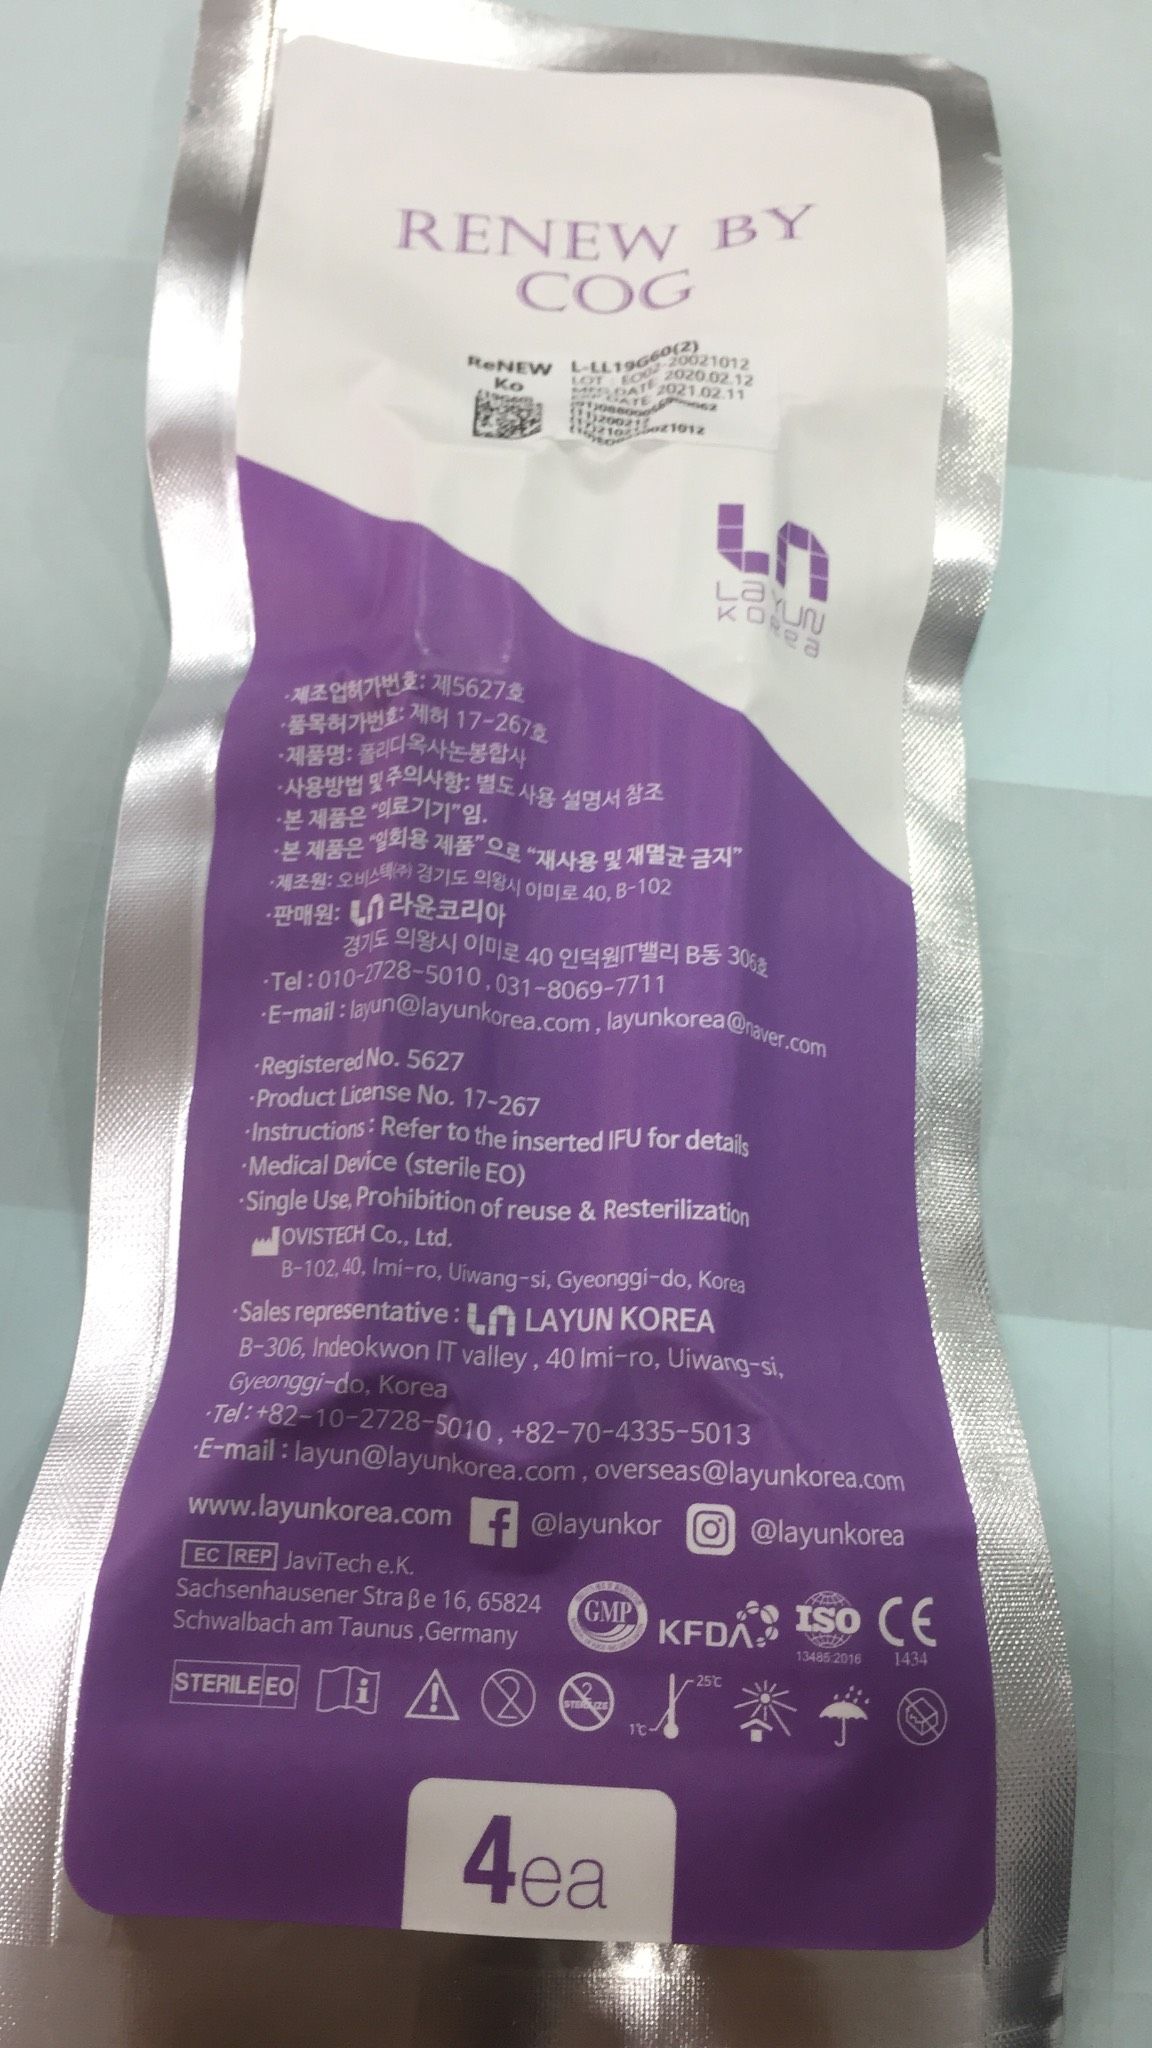 RENEW BY
COG
ReNEW
Ko
L-LL19G60(2)
LOT : EO02-20021012
MFG DATE 2020.02.12
EXP DATE 2021.02.11
LAYUN
KOREA
·제조업허가번호: 제5627호
·품목허가번호: 제허 17-267호
·제품명: 폴리디옥사논봉합사
·사용방법 및 주의사항: 별도 사용 설명서 참조
·본 제품은 "의료기기"임.
·본 제품은 "일회용 제품"으로 "재사용 및 재멸균 금지"
·제조원: 오비스텍(주) 경기도 의왕시 이미로 40, B-102
·판매원: 라윤코리아
경기도 의왕시 이미로 40 인덕원IT밸리 B동 306호
·Tel : 010-2728-5010 , 031-8069-7711
·E-mail : layun@layunkorea.com , layunkorea@naver.com
·Registered No. 5627
·Product License No. 17-267
·Instructions : Refer to the inserted IFU for details
·Medical Device (sterile EO)
·Single Use, Prohibition of reuse & Resterilization
OVISTECH Co., Ltd.
B-102, 40, Imi-ro, Uiwang-si, Gyeonggi-do, Korea
·Sales representative : LAYUN KOREA
B-306, Indeokwon IT valley , 40 Imi-ro, Uiwang-si,
Gyeonggi-do, Korea
·Tel : +82-10-2728-5010 , +82-70-4335-5013
·E-mail : layun@layunkorea.com , overseas@layunkorea.com
www.layunkorea.com @layunkor @layunkorea
EC REP JaviTech e.K.
Sachsenhausener Straße 16, 65824
Schwalbach am Taunus ,Germany
GMP KFDA ISO CE
13485:2016 1434
STERILE EO
2
2
STERILIZE
1℃ 25℃
4ea